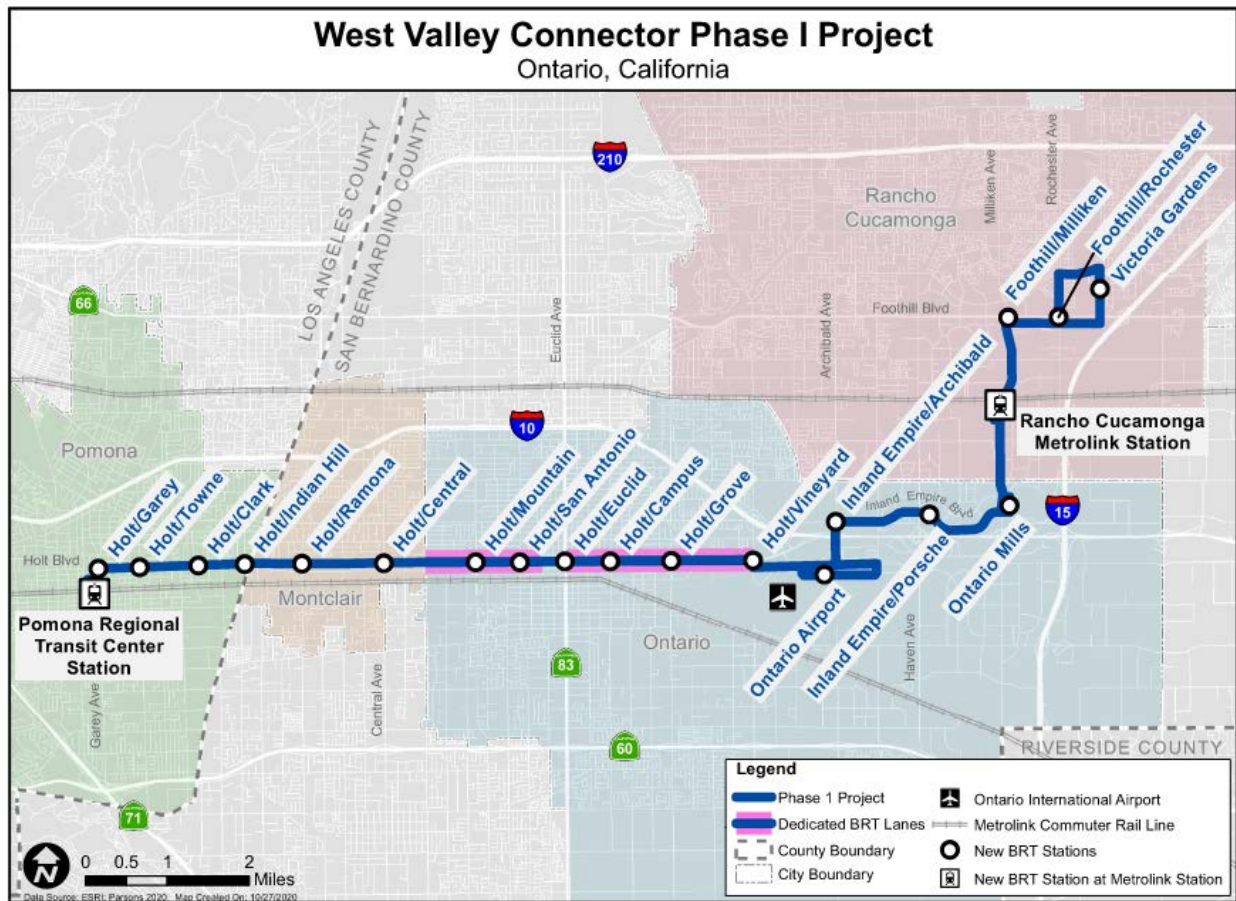 West Valley Connector Phase I Project
Ontario, California
210
LOS ANGELES COUNTY
SAN BERNARDINO COUNTY
Rancho
Cucamonga
Milliken Ave
Rochester Ave
Foothill/Milliken
Foothill/Rochester
Victoria Gardens
66
Euclid Ave
Archibald Ave
Foothill Blvd
Pomona
10
Rancho Cucamonga
Metrolink Station
Holt/Garey
Holt/Towne
Holt/Clark
Holt/Indian Hill
Holt/Ramona
Holt/Central
Holt/Mountain
Holt/San Antonio
Holt/Euclid
Holt/Campus
Holt/Grove
Holt/Vineyard
Inland Empire/Archibald
Inland Empire Blvd
15
Holt Blvd
Pomona Regional
Transit Center
Station
Montclair
Ontario
Ontario Airport
Inland Empire/Porsche
Ontario Mills
Haven Ave
Garey Ave
Central Ave
83
60
71
RIVERSIDE COUNTY
Legend
Phase 1 Project
Dedicated BRT Lanes
County Boundary
City Boundary
Ontario International Airport
Metrolink Commuter Rail Line
New BRT Stations
New BRT Station at Metrolink Station
N
0 0.5 1 2
Miles
Data Source: ESRI; Parsons 2020. Map Created On: 10/27/2020